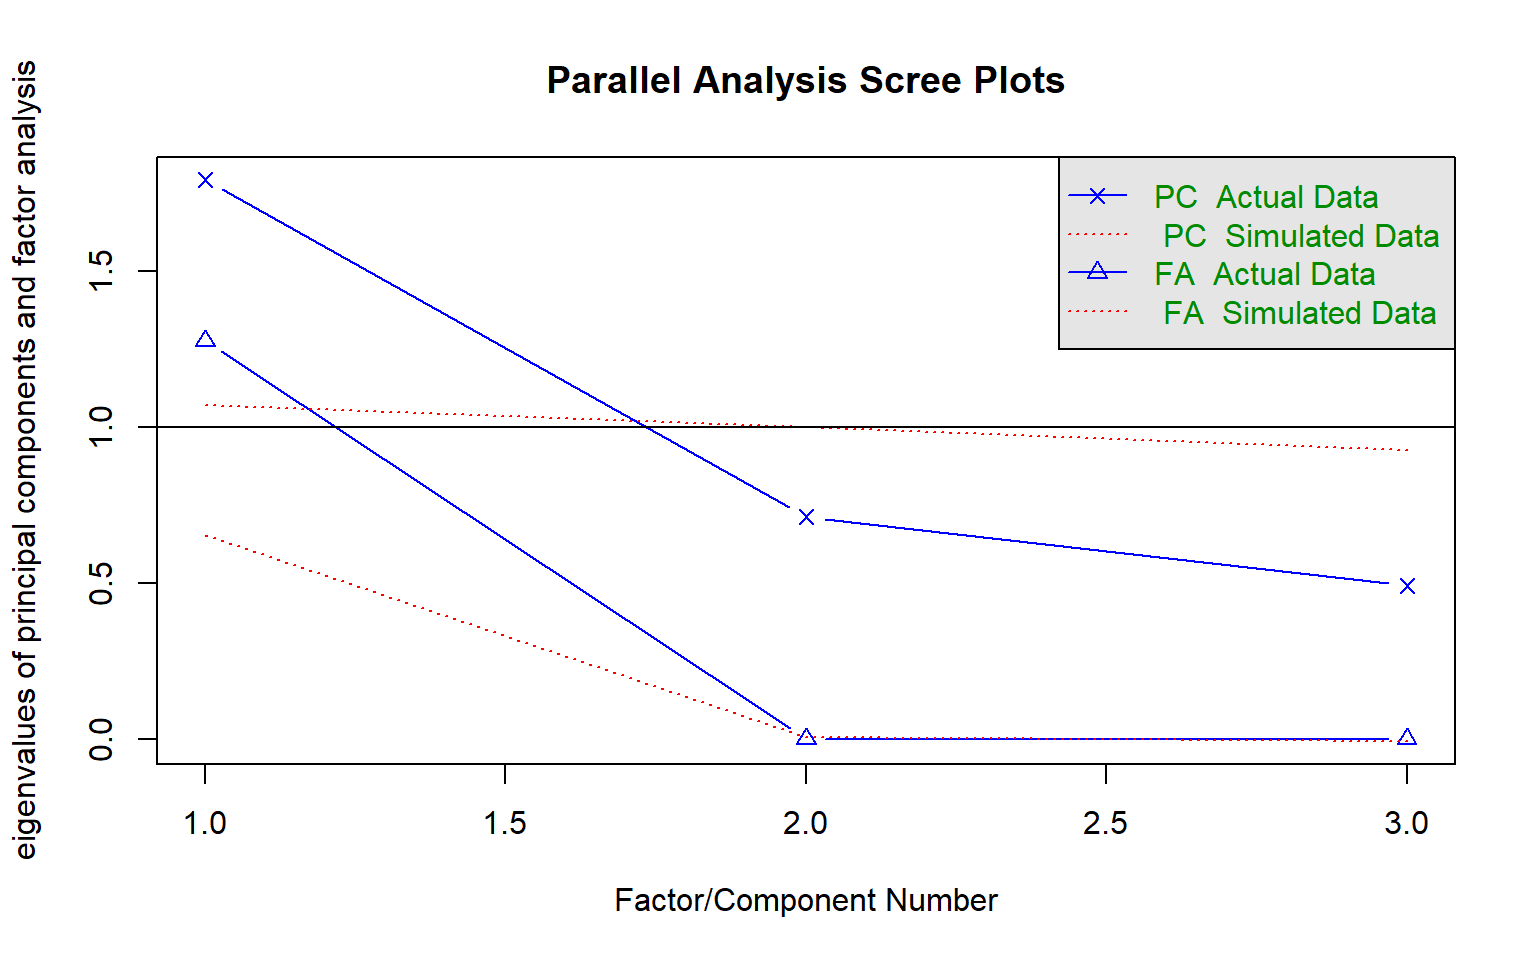 Parallel Analysis Scree Plots
eigenvalues of principal components and factor analysis
1.5
1.0
0.5
0.0
PC Actual Data
PC Simulated Data
FA Actual Data
FA Simulated Data
1.0 1.5 2.0 2.5 3.0
Factor/Component Number